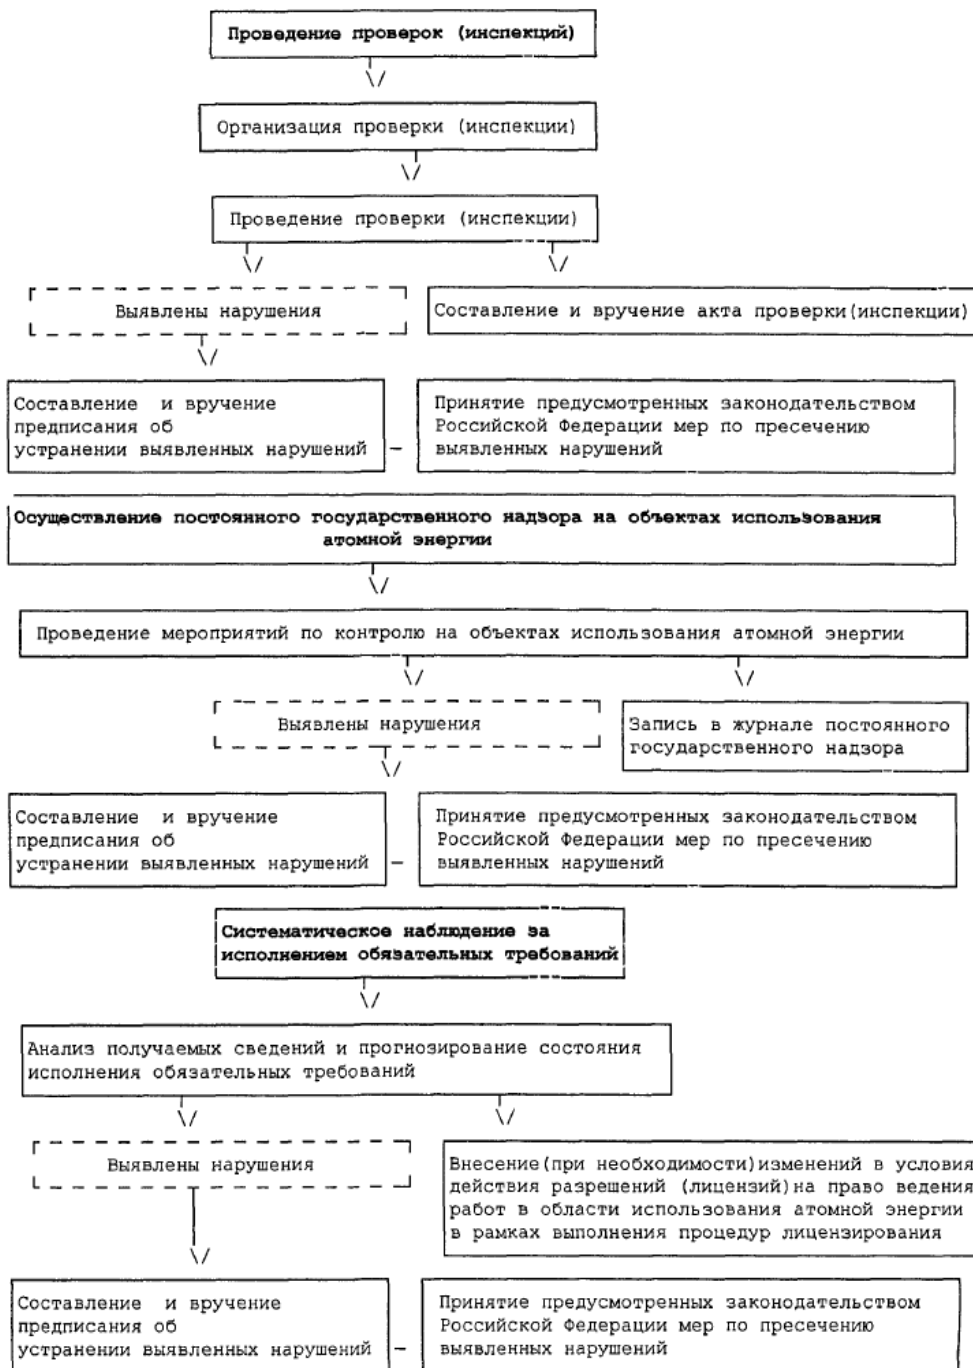 Проведение проверок (инспекций)
Организация проверки (инспекции)
Проведение проверки (инспекции)
Выявлены нарушения
Составление и вручение акта проверки(инспекции)
Составление и вручение
предписания об
устранении выявленных нарушений –
Принятие предусмотренных законодательством
Российской Федерации мер по пресечению
выявленных нарушений
Осуществление постоянного государственного надзора на объектах использования
атомной энергии
Проведение мероприятий по контролю на объектах использования атомной энергии
Выявлены нарушения
Запись в журнале постоянного
государственного надзора
Составление и вручение
предписания об
устранении выявленных нарушений –
Принятие предусмотренных законодательством
Российской Федерации мер по пресечению
выявленных нарушений
Систематическое наблюдение за
исполнением обязательных требований
Анализ получаемых сведений и прогнозирование состояния
исполнения обязательных требований
Выявлены нарушения
Внесение(при необходимости)изменений в условия
действия разрешений (лицензий)на право ведения
работ в области использования атомной энергии
в рамках выполнения процедур лицензирования
Составление и вручение
предписания об
устранении выявленных нарушений –
Принятие предусмотренных законодательством
Российской Федерации мер по пресечению
выявленных нарушений